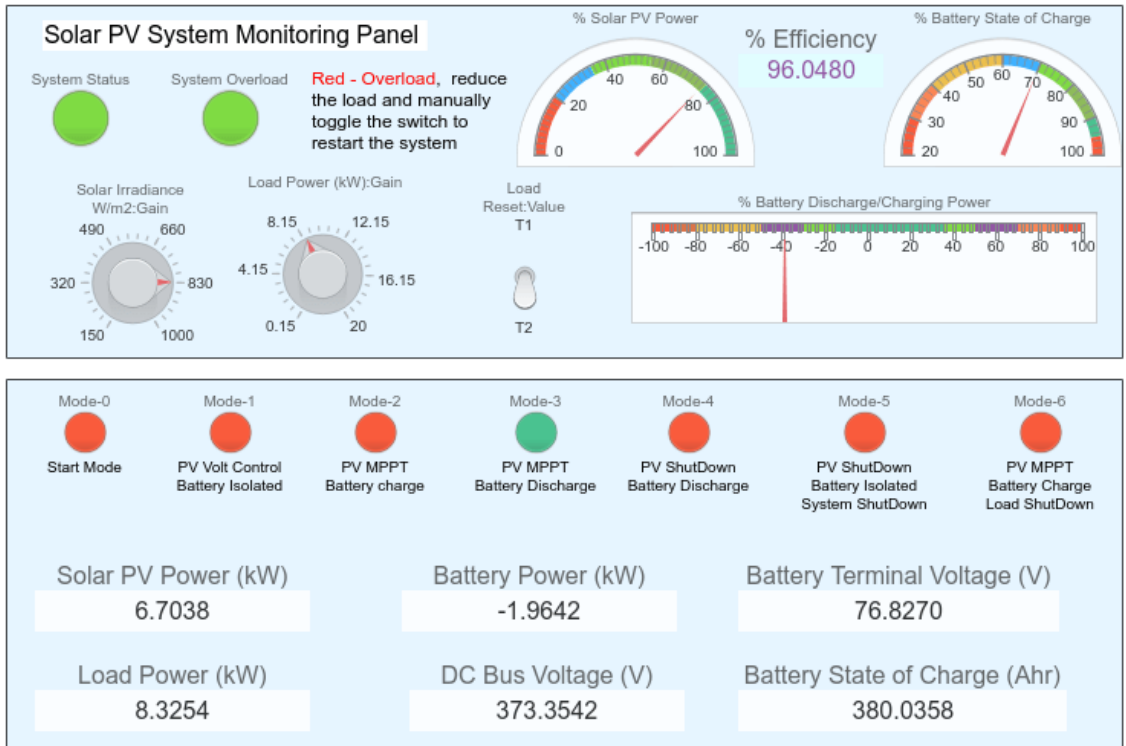 Solar PV System Monitoring Panel
System Status
System Overload
Red - Overload, reduce
the load and manually
toggle the switch to
restart the system
% Solar PV Power
0
20
40
60
80
100
% Efficiency
96.0480
% Battery State of Charge
20
30
40
50
60
70
80
90
100
Solar Irradiance
W/m2:Gain
150
320
490
660
830
1000
Load Power (kW):Gain
0.15
4.15
8.15
12.15
16.15
20
Load
Reset:Value
T1
T2
% Battery Discharge/Charging Power
-100 -80 -60 -40 -20 0 20 40 60 80 100
Mode-0
Start Mode
Mode-1
PV Volt Control
Battery Isolated
Mode-2
PV MPPT
Battery charge
Mode-3
PV MPPT
Battery Discharge
Mode-4
PV ShutDown
Battery Discharge
Mode-5
PV ShutDown
Battery Isolated
System ShutDown
Mode-6
PV MPPT
Battery Charge
Load ShutDown
Solar PV Power (kW)
6.7038
Battery Power (kW)
-1.9642
Battery Terminal Voltage (V)
76.8270
Load Power (kW)
8.3254
DC Bus Voltage (V)
373.3542
Battery State of Charge (Ahr)
380.0358